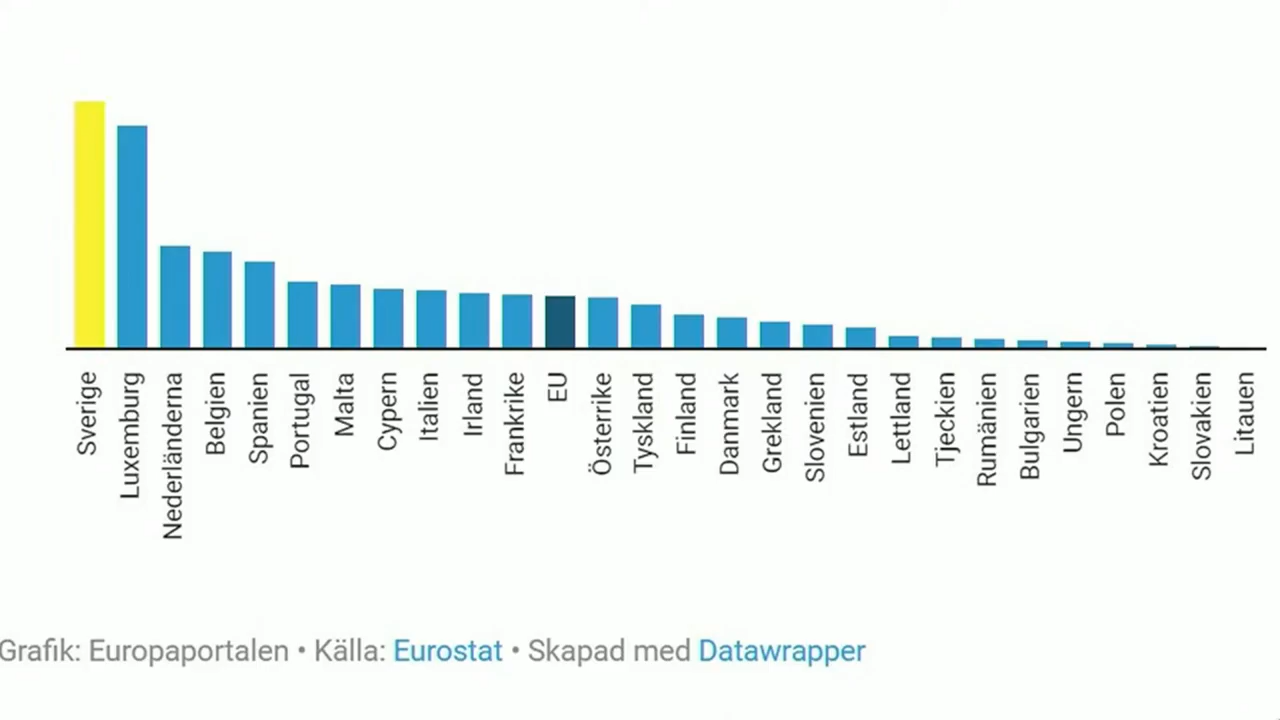 Sverige
Luxemburg
Nederländerna
Belgien
Spanien
Portugal
Malta
Cypern
Italien
Irland
Frankrike
EU
Österrike
Tyskland
Finland
Danmark
Grekland
Slovenien
Estland
Lettland
Tjeckien
Rumänien
Bulgarien
Ungern
Polen
Kroatien
Slovakien
Litauen
Grafik: Europaportalen • Källa: Eurostat • Skapad med Datawrapper